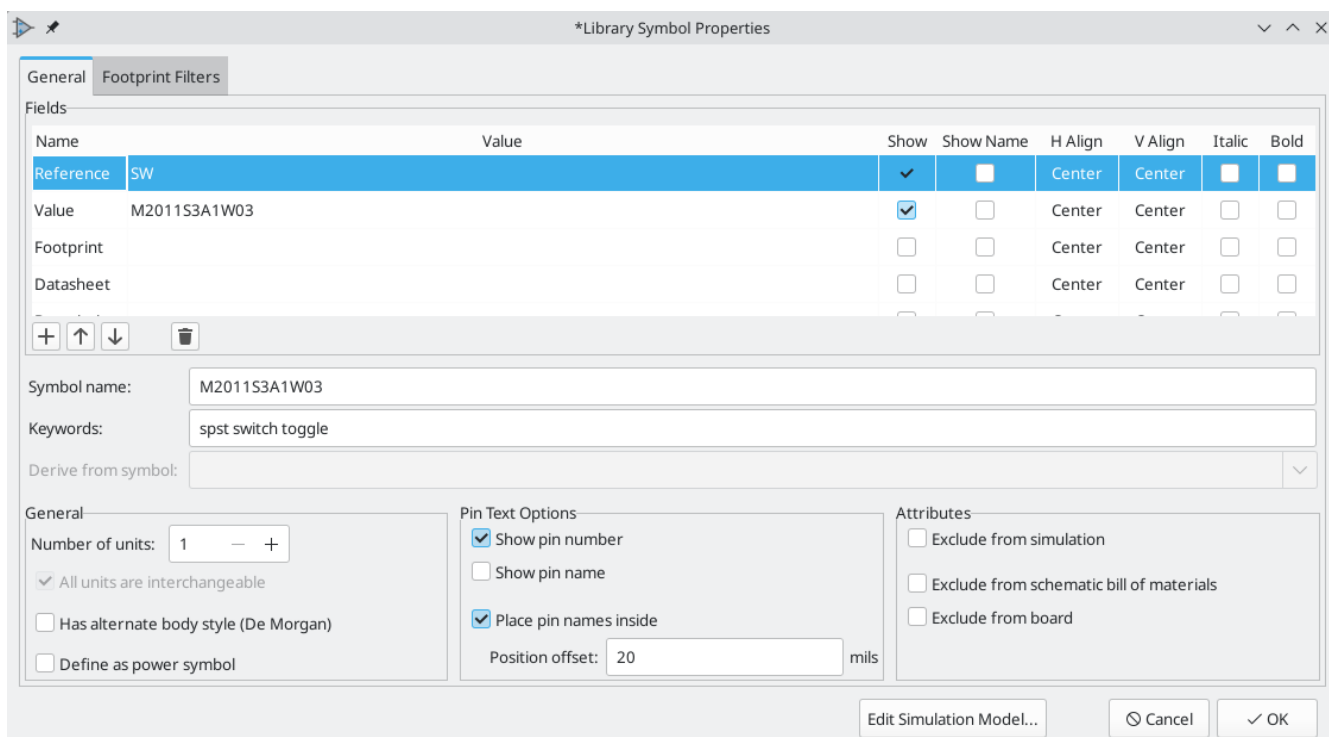 *Library Symbol Properties
General Footprint Filters
Fields
Name Value Show Show Name H Align V Align Italic Bold
Reference SW Center Center
Value M2011S3A1W03 Center Center
Footprint Center Center
Datasheet Center Center
Symbol name: M2011S3A1W03
Keywords: spst switch toggle
Derive from symbol:
General Pin Text Options Attributes
Number of units: 1 Show pin number Exclude from simulation
All units are interchangeable Show pin name Exclude from schematic bill of materials
Has alternate body style (De Morgan) Place pin names inside Exclude from board
Define as power symbol Position offset: 20 mils
Edit Simulation Model... Cancel OK